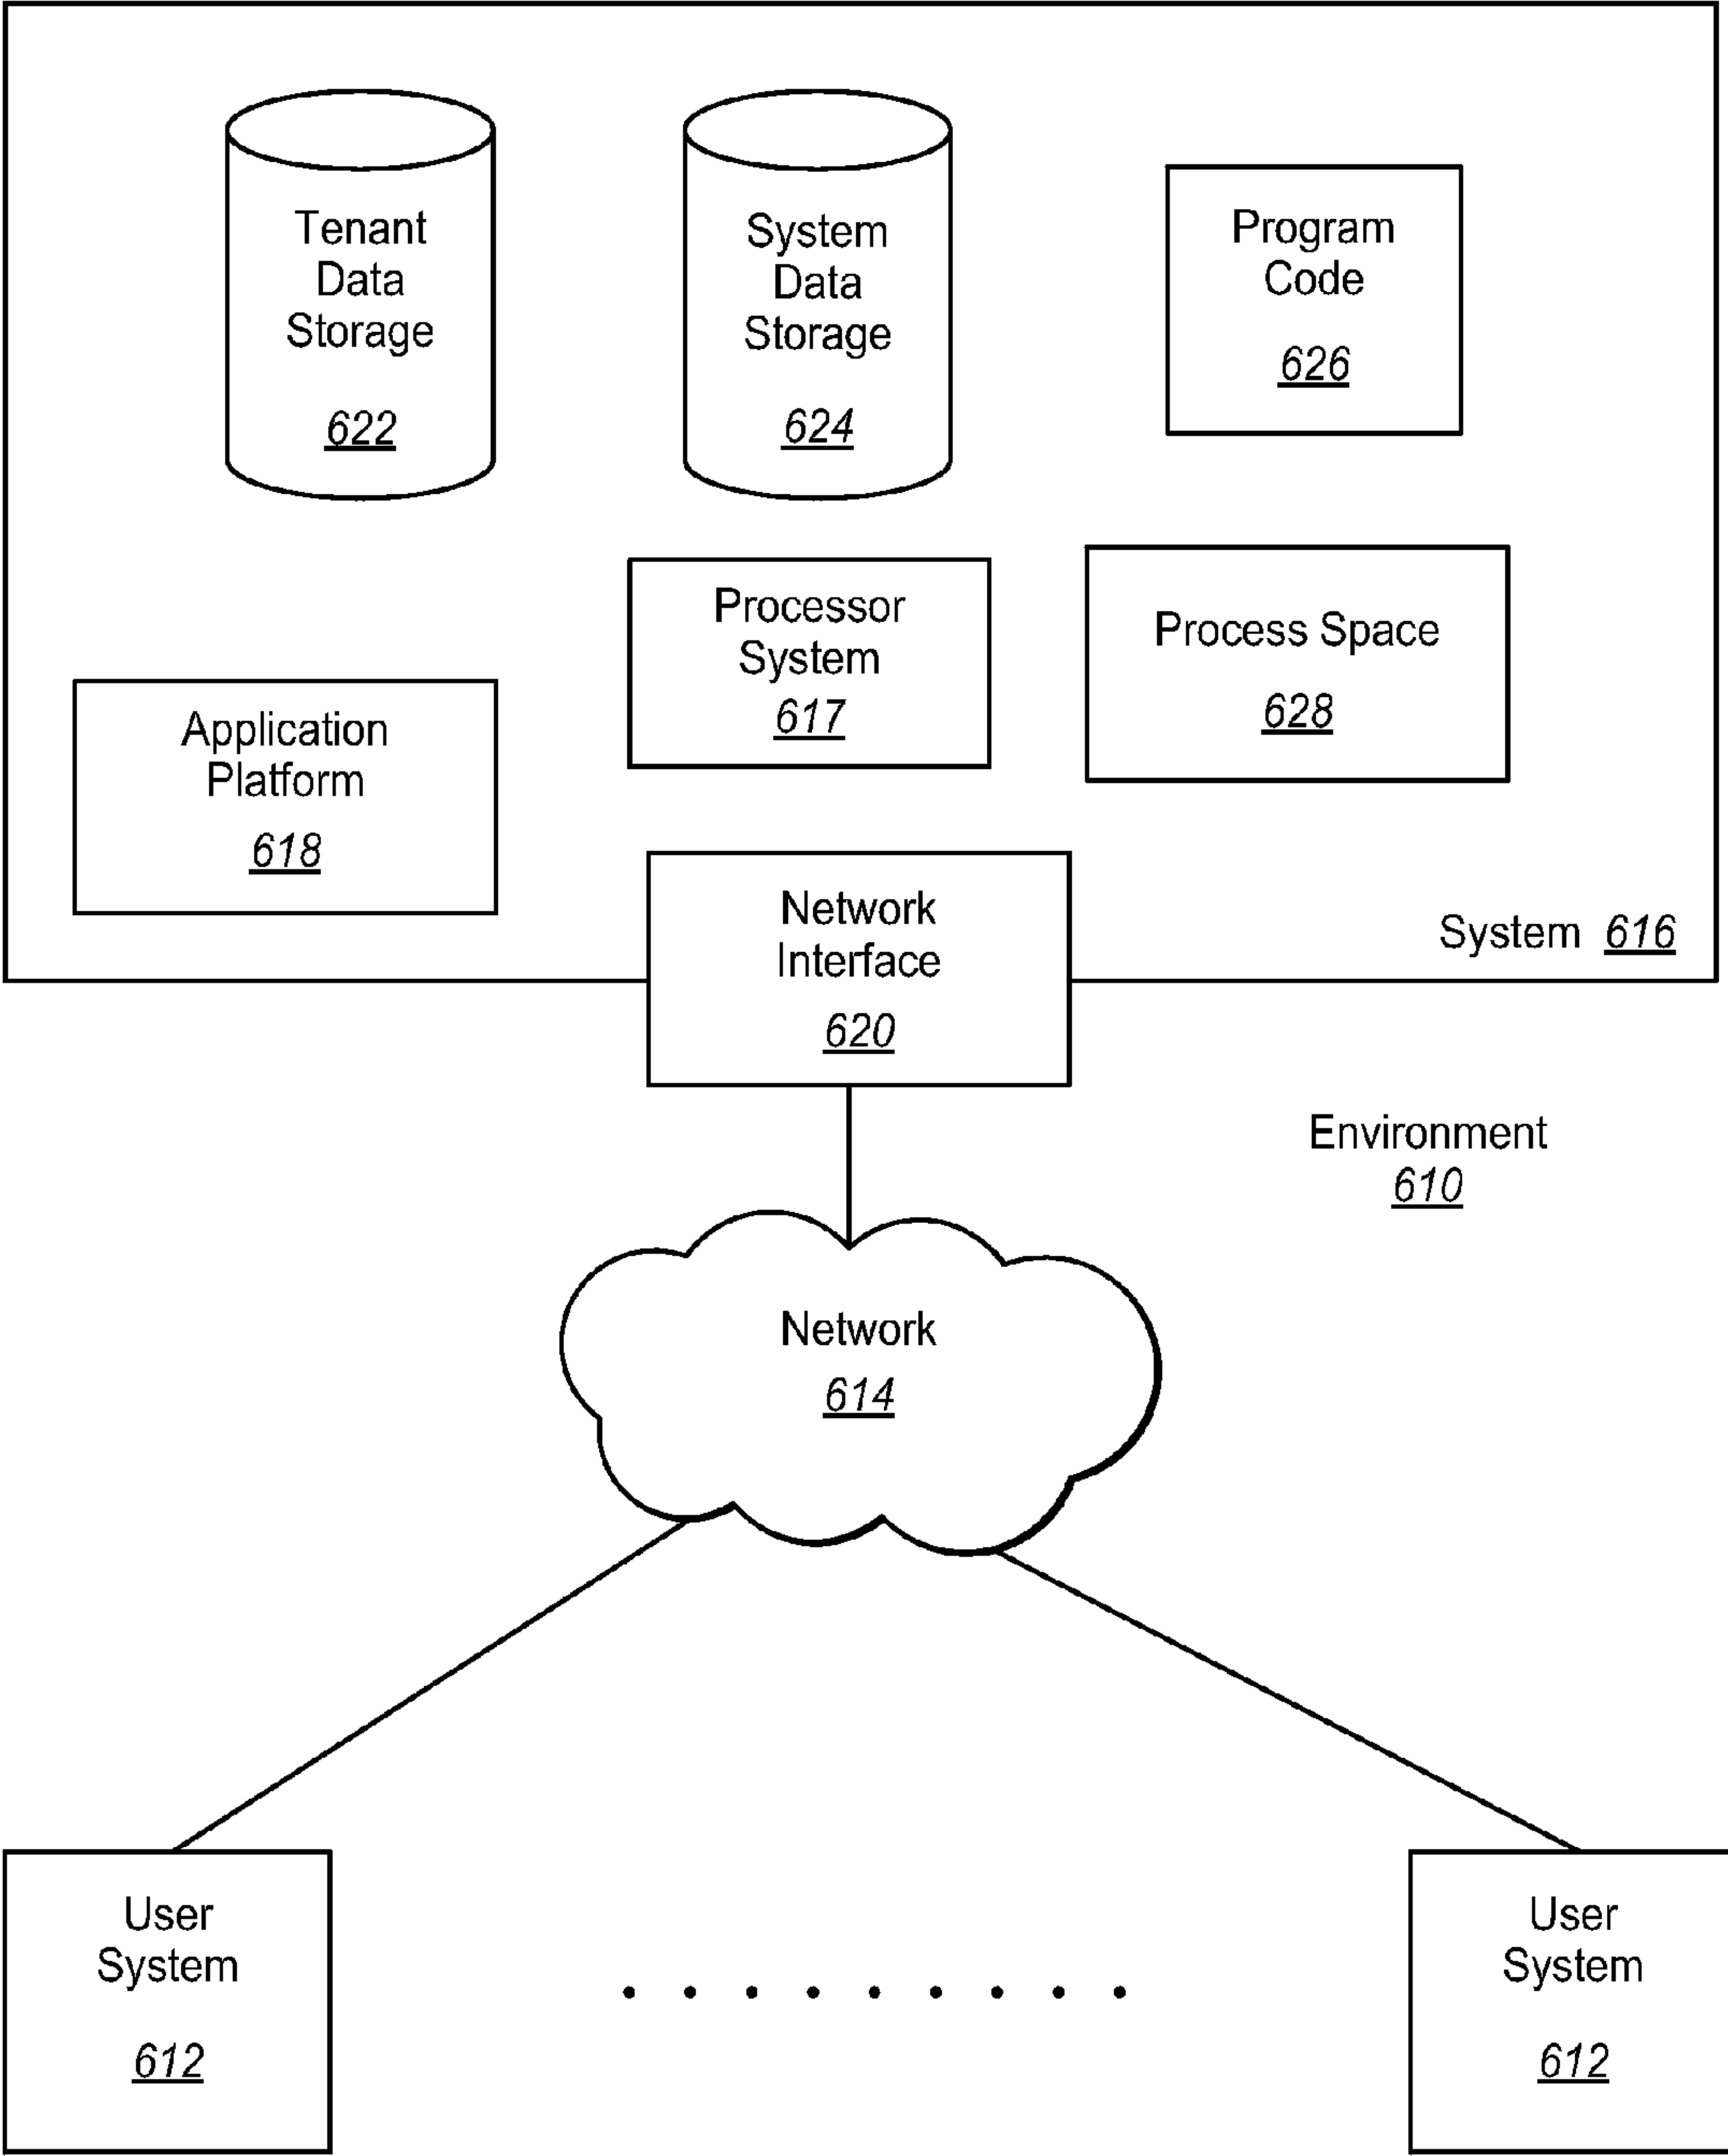 Tenant
Data
Storage
622
System
Data
Storage
624
Program
Code
626
Processor
System
617
Process Space
628
Application
Platform
618
Network
Interface
620
System 616
Environment
610
Network
614
User
System
612
User
System
612